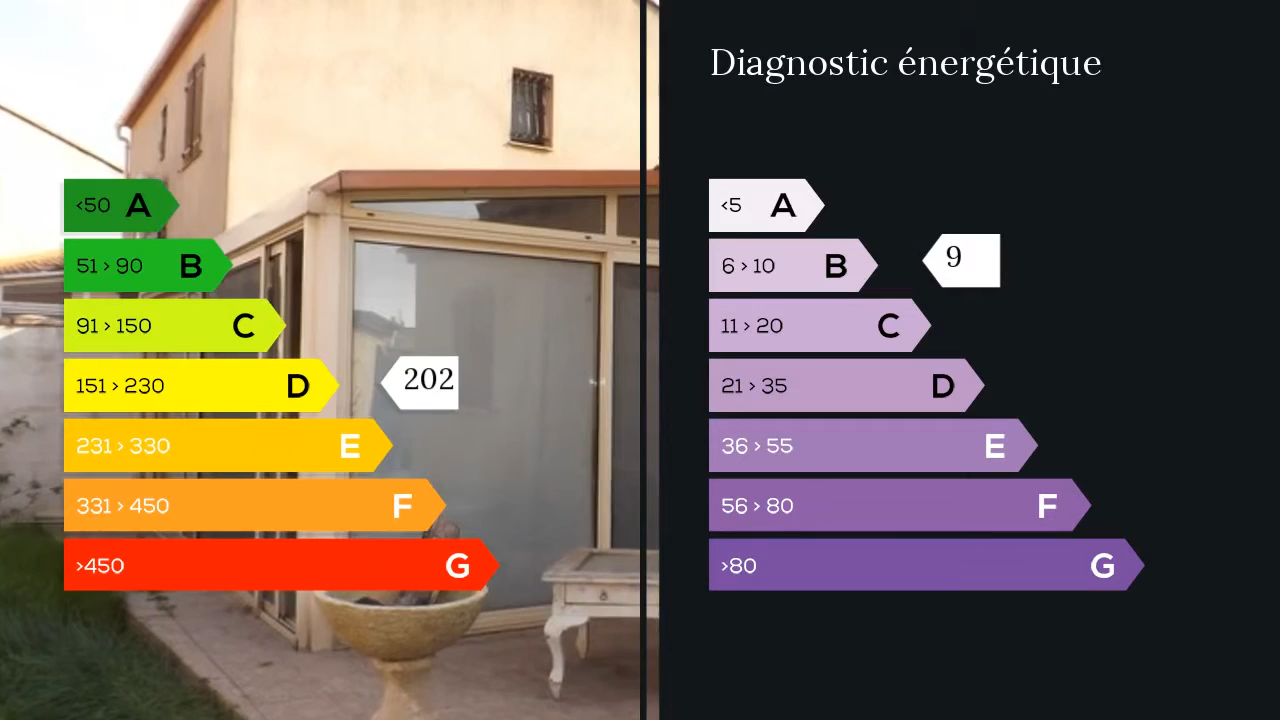 Diagnostic énergétique
<50 A
51 > 90 B
91 > 150 C
151 > 230 D
202
231 > 330 E
331 > 450 F
>450 G
<5 A
6 > 10 B
9
11 > 20 C
21 > 35 D
36 > 55 E
56 > 80 F
>80 G